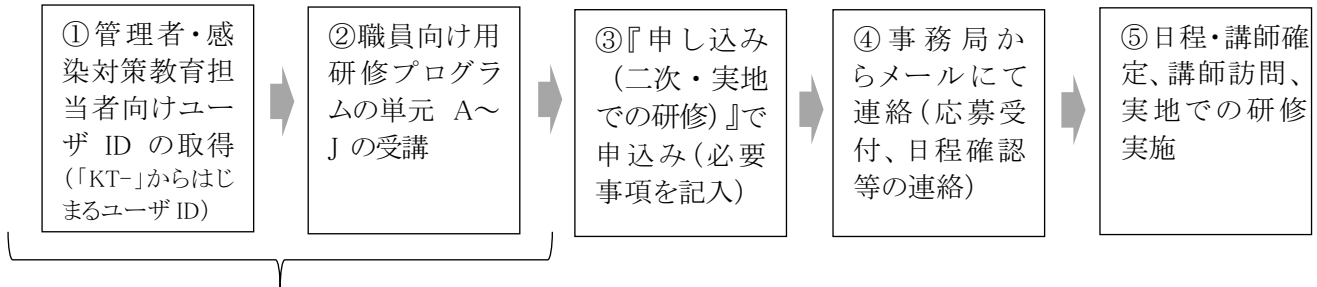 ①管理者・感
染対策教育担
当者向けユー
ザ ID の取得
(「KT-」からはじ
まるユーザ ID)
②職員向け用
研修プログラ
ムの単元 A～
J の受講
③『申し込み
（二次・実地
での研修）』で
申込み(必要
事項を記入)
④事務局か
らメールにて
連絡(応募受
付、日程確認
等の連絡)
⑤日程・講師確
定、講師訪問、
実地での研修
実施